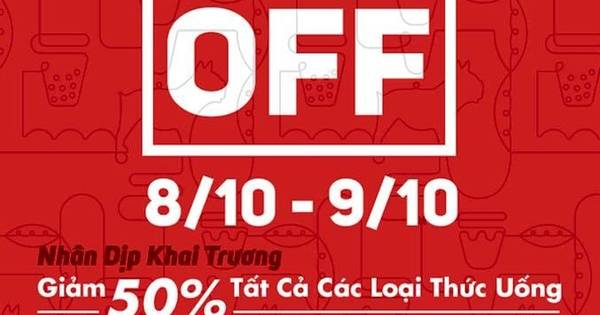 OFF
8/10 - 9/10
Nhân Dịp Khai Trương
Giảm 50% Tất Cả Các Loại Thức Uống